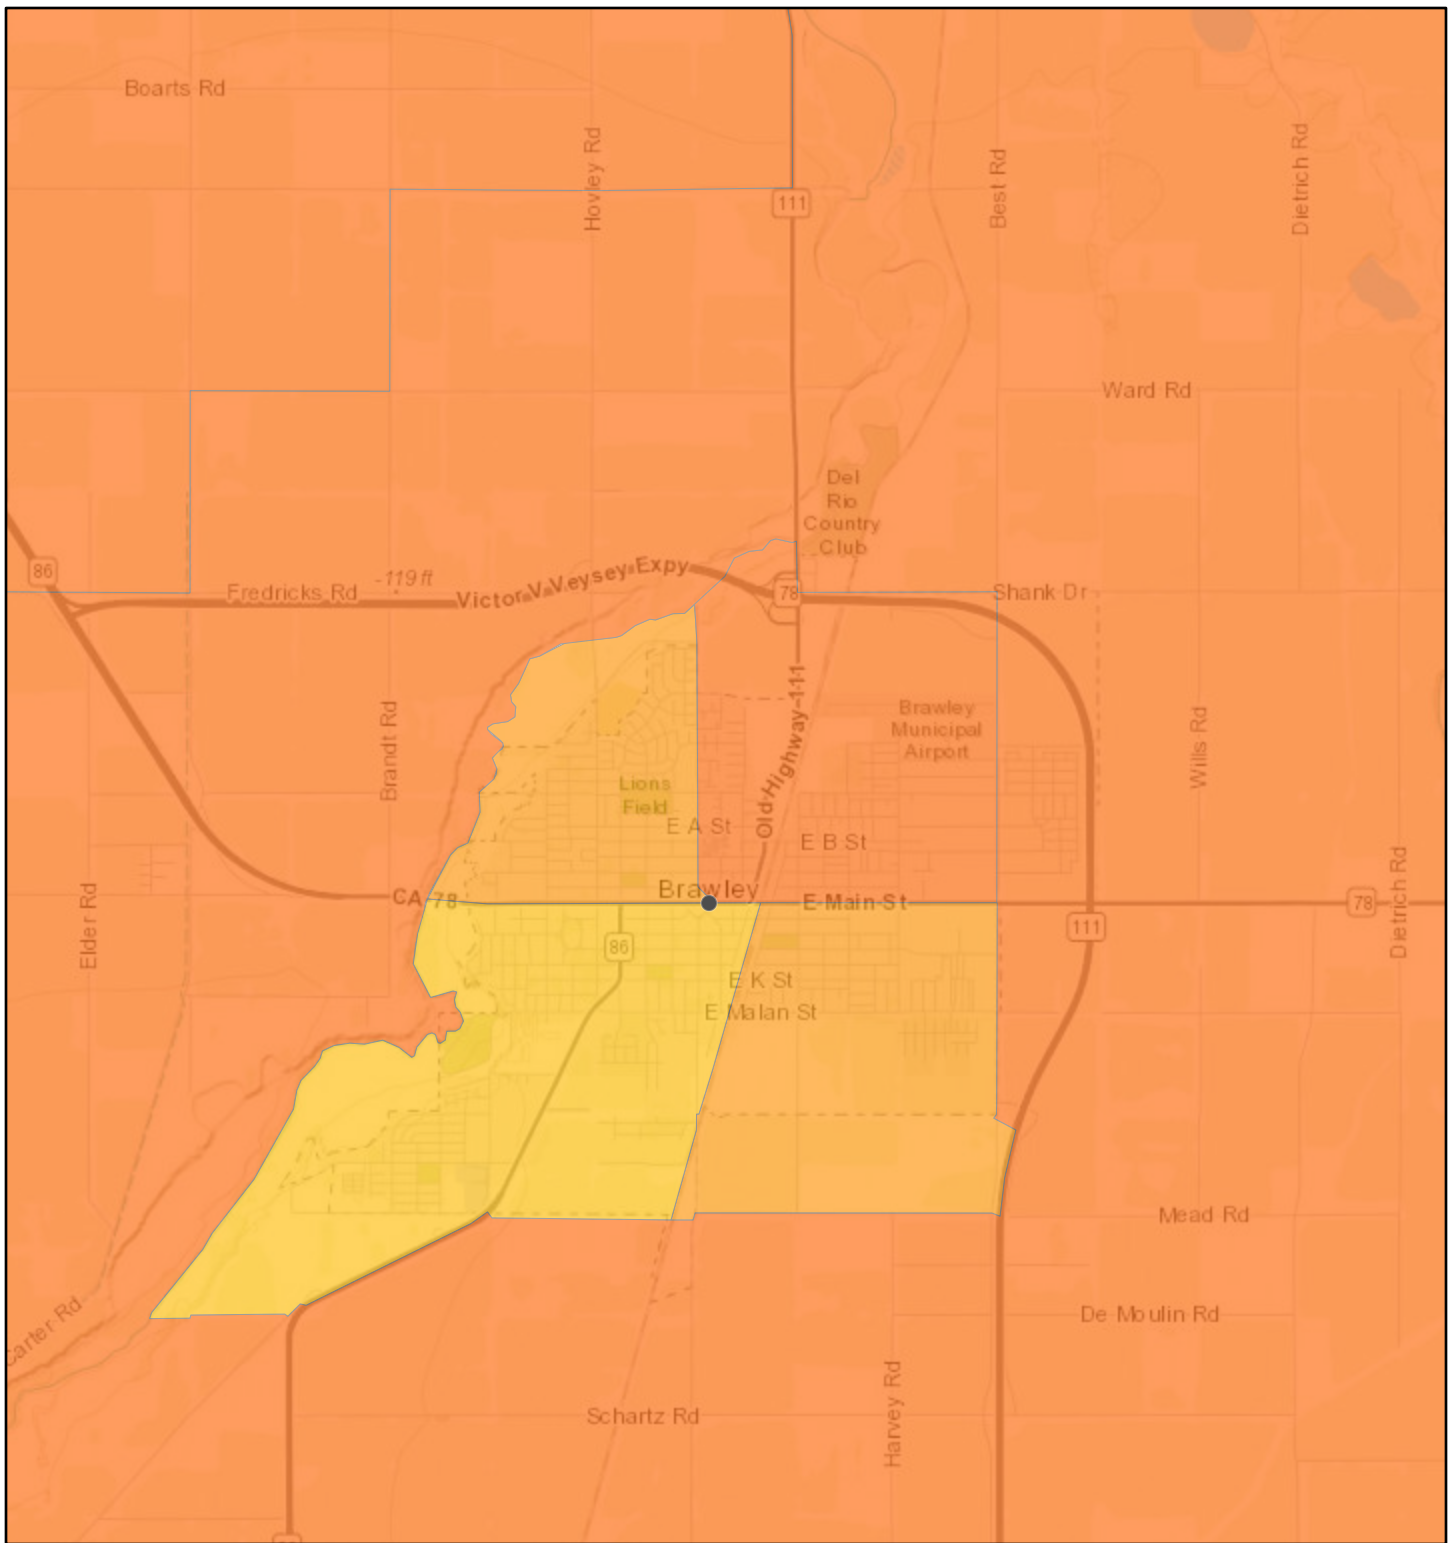 Boarts Rd
Hovley Rd
111
Best Rd
Dietrich Rd
Ward Rd
Del
Rio
Country
Club
86
-119 ft
Fredricks Rd
Victor V Veysey Expy
78
Shank Dr
Brandt Rd
Old Highway 111
Brawley
Municipal
Airport
Wills Rd
Lions
Field
E A St
E B St
Brawley
CA-78
E Main St
78
Dietrich Rd
Elder Rd
86
111
E K St
E Malan St
Mead Rd
De Moulin Rd
Carter Rd
Schartz Rd
Harvey Rd